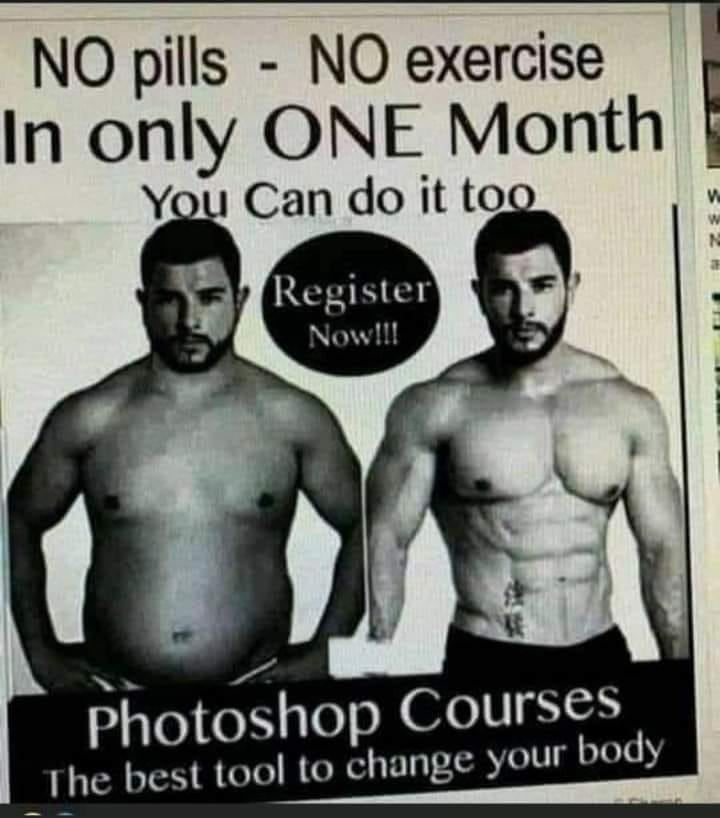 NO pills - NO exercise
In only ONE Month
You Can do it too
Register
Now!!!
Photoshop Courses
The best tool to change your body